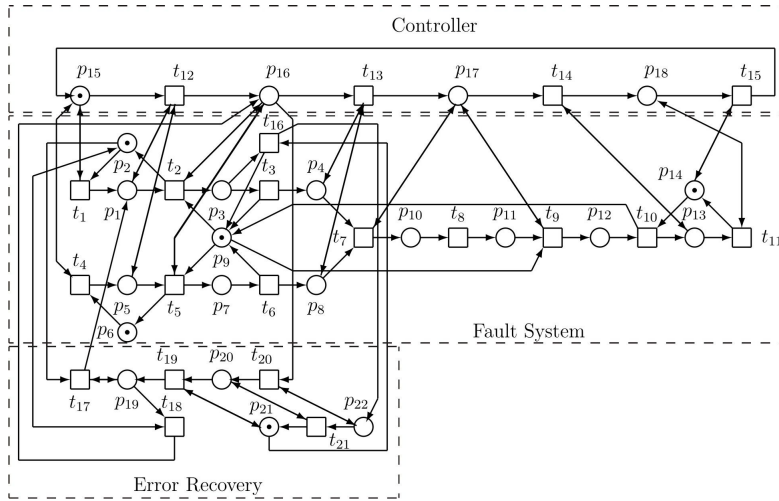 Controller
p15 t12 p16 t13 p17 t14 p18 t15
t16
p2 t2 t3 p4 p14
t1 p1 p3 t7 p10 t8 p11 t9 p12 t10 p13 t11
p9
t4
p5 t5 p7 t6 p8
p6
Fault System
t19 p20 t20
t17 p19 t18 p21 t21 p22
Error Recovery